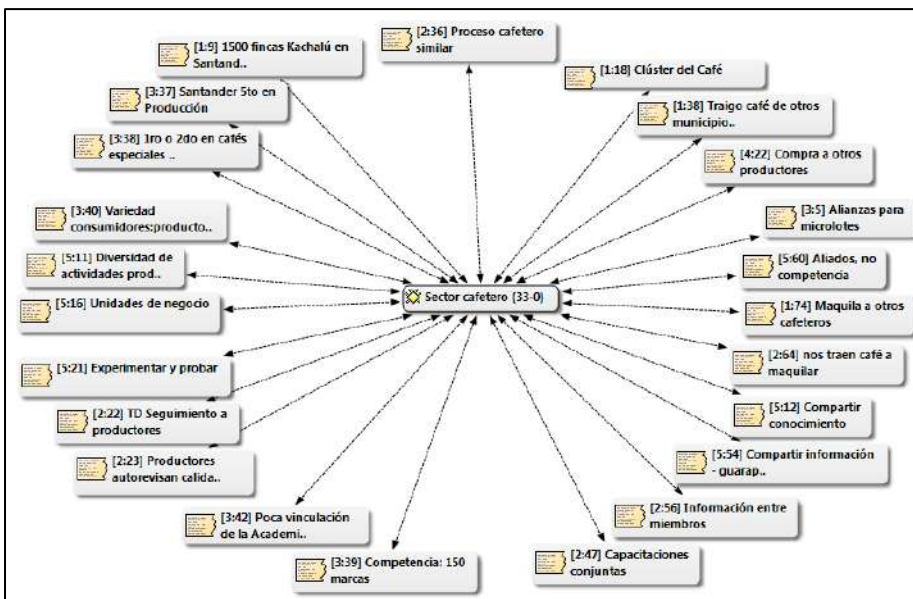 [2:36] Proceso cafetero
similar
[1:9] 1500 fincas Kachalú en
Santand..
[1:18] Clúster del Café
[3:37] Santander 5to en
Producción
[1:38] Traigo café de otros
municipio..
[3:38] 1ro o 2do en cafés
especiales ..
[4:22] Compra a otros
productores
[3:40] Variedad
consumidores:producto..
[3:5] Alianzas para
microlotes
[5:11] Diversidad de
actividades prod..
[5:60] Aliados, no
competencia
[5:16] Unidades de negocio
Sector cafetero (33-0)
[1:74] Maquila a otros
cafeteros
[5:21] Experimentar y probar
[2:64] nos traen café a
maquilar
[2:22] TD Seguimiento a
productores
[5:12] Compartir
conocimiento
[2:23] Productores
autorevisan calida..
[5:54] Compartir información
- guarap..
[3:42] Poca vinculación
de la Academi..
[2:56] Información entre
miembros
[3:39] Competencia: 150
marcas
[2:47] Capacitaciones
conjuntas